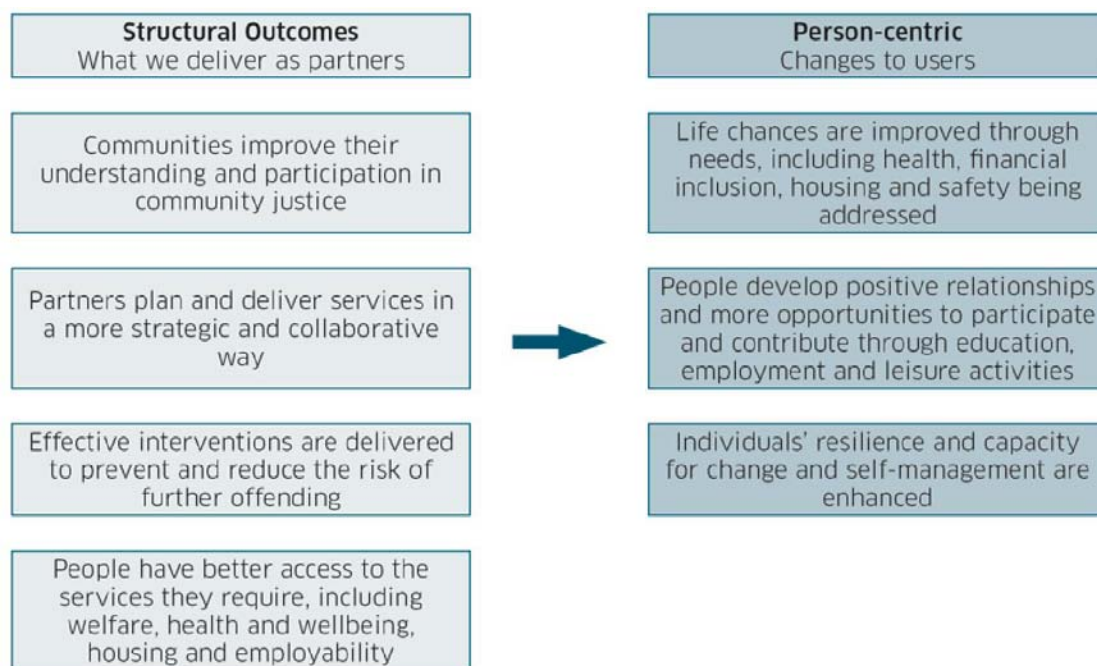 Structural Outcomes
What we deliver as partners
Communities improve their
understanding and participation in
community justice
Partners plan and deliver services in
a more strategic and collaborative
way
Effective interventions are delivered
to prevent and reduce the risk of
further offending
People have better access to the
services they require, including
welfare, health and wellbeing,
housing and employability
Person-centric
Changes to users
Life chances are improved through
needs, including health, financial
inclusion, housing and safety being
addressed
People develop positive relationships
and more opportunities to participate
and contribute through education,
employment and leisure activities
Individuals’ resilience and capacity
for change and self-management are
enhanced